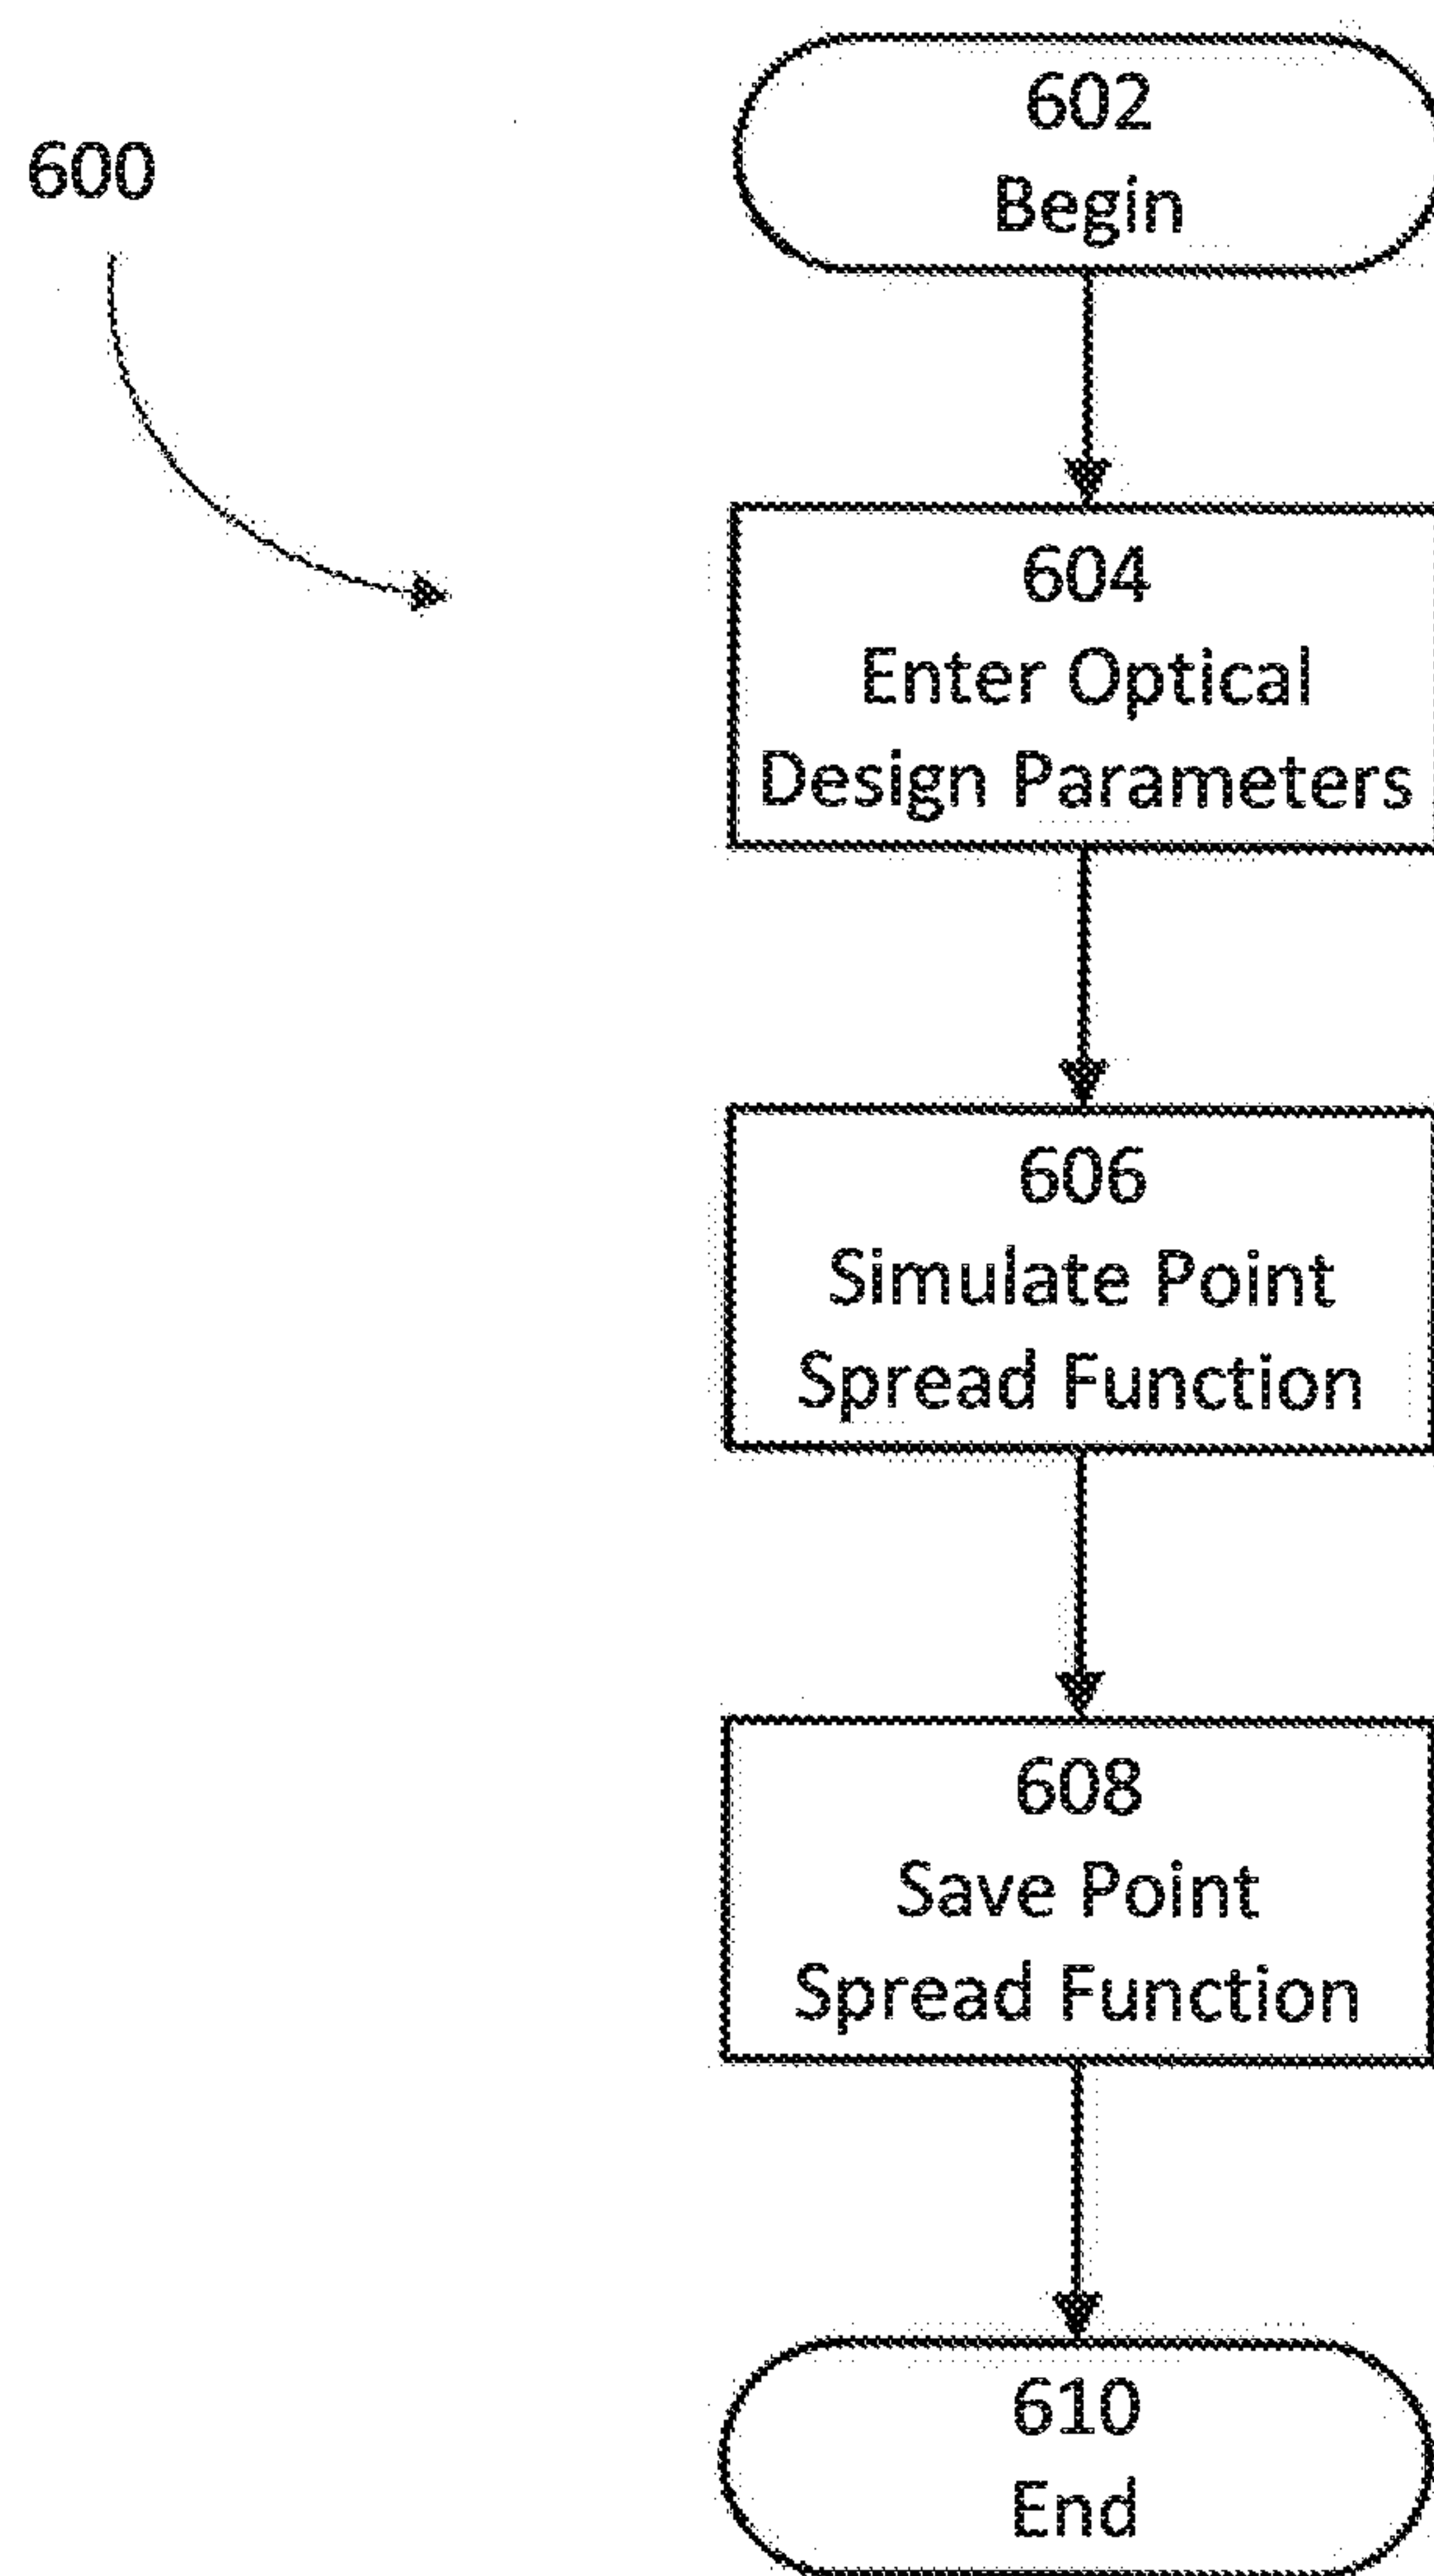 600
602
Begin
604
Enter Optical
Design Parameters
606
Simulate Point
Spread Function
608
Save Point
Spread Function
610
End